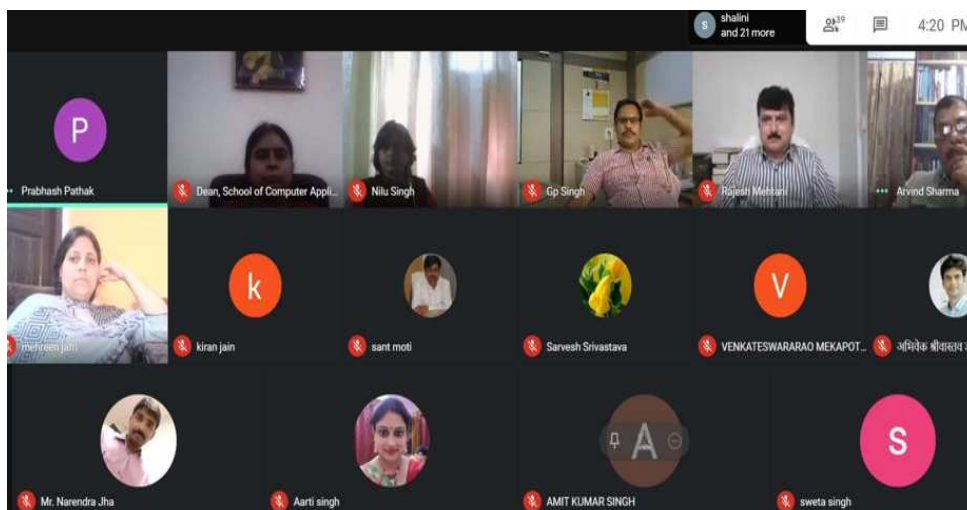 shalini
S
and 21 more
39
4:20 PM
P
Prabhash Pathak
Dean, School of Computer Appli...
Nilu Singh
Gp Singh
Rajesh Mehtani
Arvind Sharma
mehreen jafri
k
kiran jain
sant moti
Sarvesh Srivastava
V
VENKATESWARARAO MEKAPOT...
अभिवेक श्रीवास्तव
Mr. Narendra Jha
Aarti singh
A
AMIT KUMAR SINGH
S
sweta singh